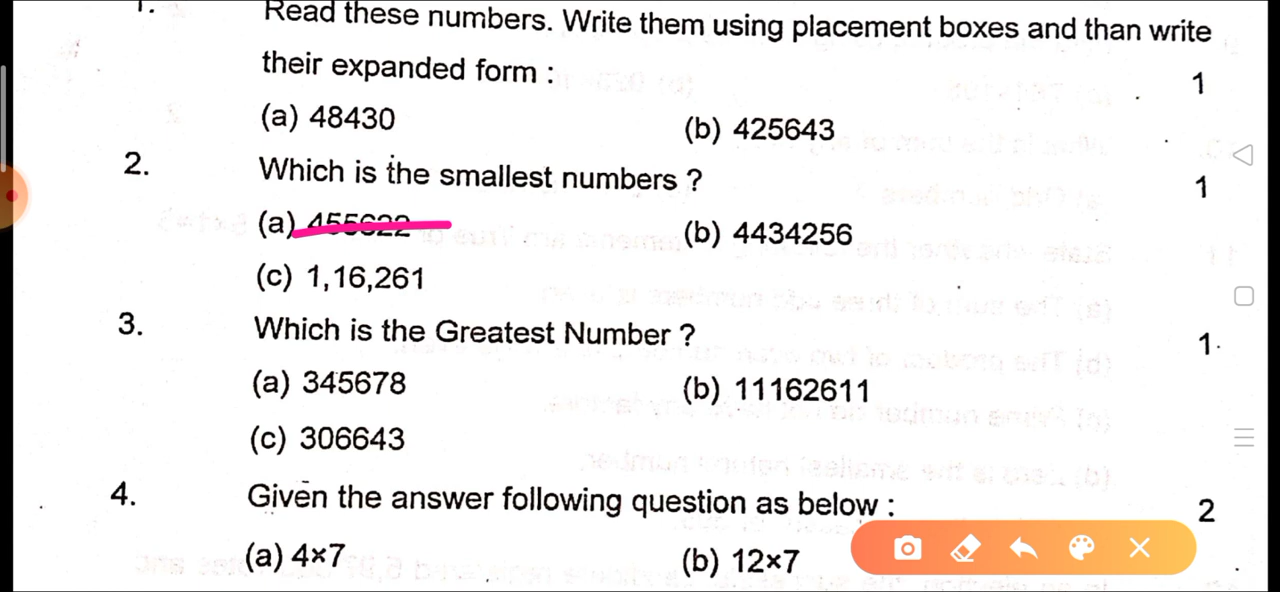 1. Read these numbers. Write them using placement boxes and than write
their expanded form : 1
(a) 48430 (b) 425643
2. Which is the smallest numbers ? 1
(a) 455622 (b) 4434256
(c) 1,16,261
3. Which is the Greatest Number ? 1.
(a) 345678 (b) 11162611
(c) 306643
4. Given the answer following question as below : 2
(a) 4×7 (b) 12×7